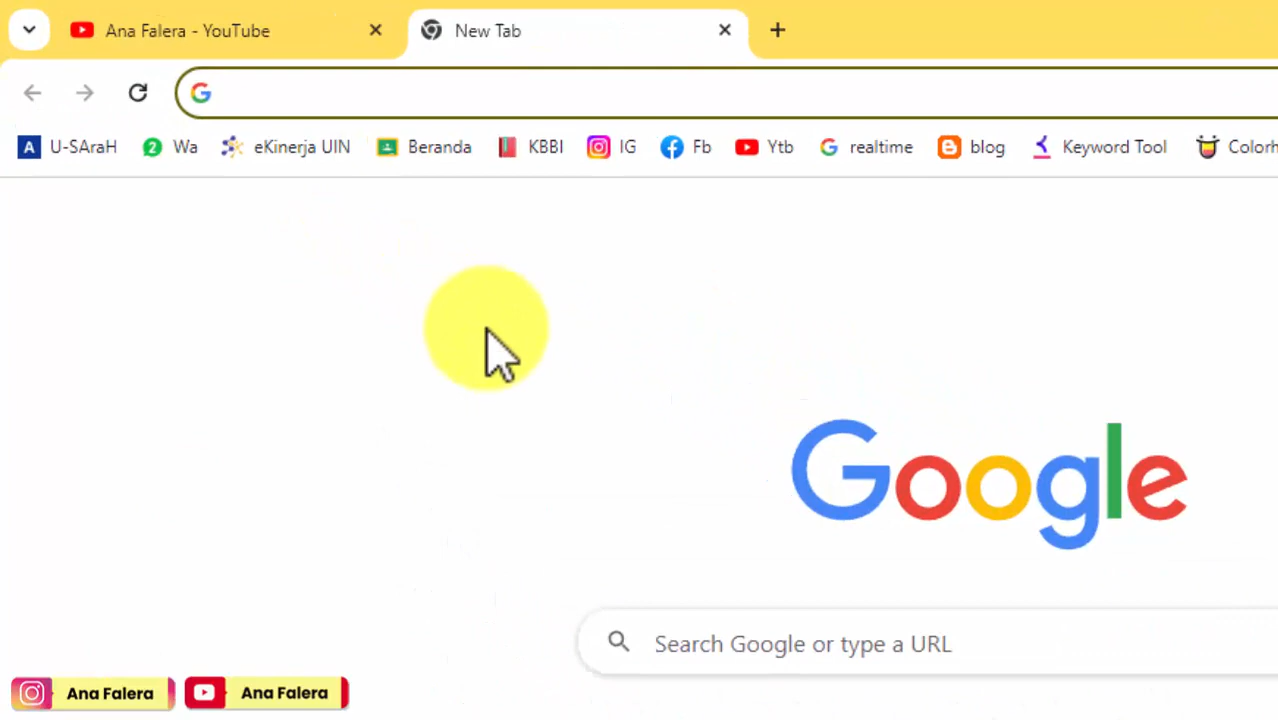 Ana Falera - YouTube
New Tab
U-SAraH Wa eKinerja UIN Beranda KBBI IG Fb Ytb realtime blog Keyword Tool
Google
Search Google or type a URL
Ana Falera Ana Falera